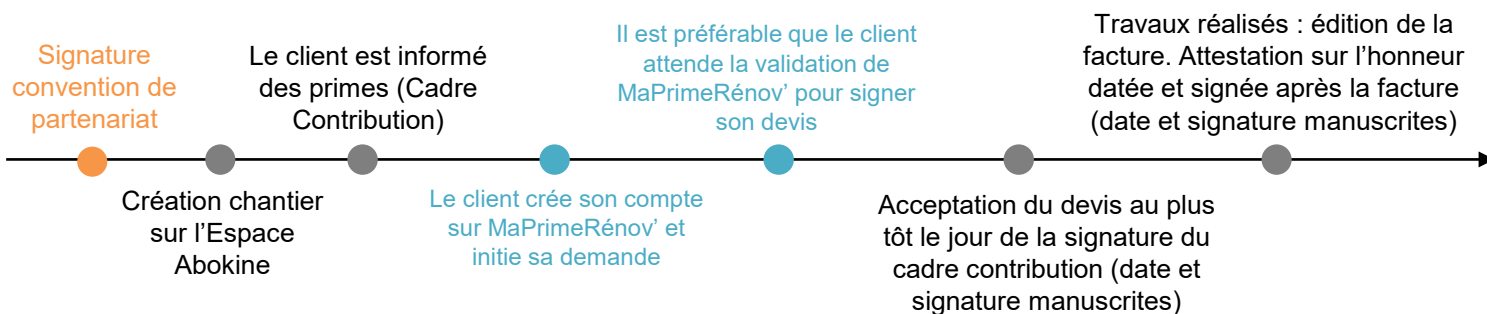 Signature
convention de
partenariat
Création chantier
sur l’Espace
Abokine
Le client est informé
des primes (Cadre
Contribution)
Le client crée son compte
sur MaPrimeRénov’ et
initie sa demande
Il est préférable que le client
attende la validation de
MaPrimeRénov’ pour signer
son devis
Acceptation du devis au plus
tôt le jour de la signature du
cadre contribution (date et
signature manuscrites)
Travaux réalisés : édition de la
facture. Attestation sur l’honneur
datée et signée après la facture
(date et signature manuscrites)